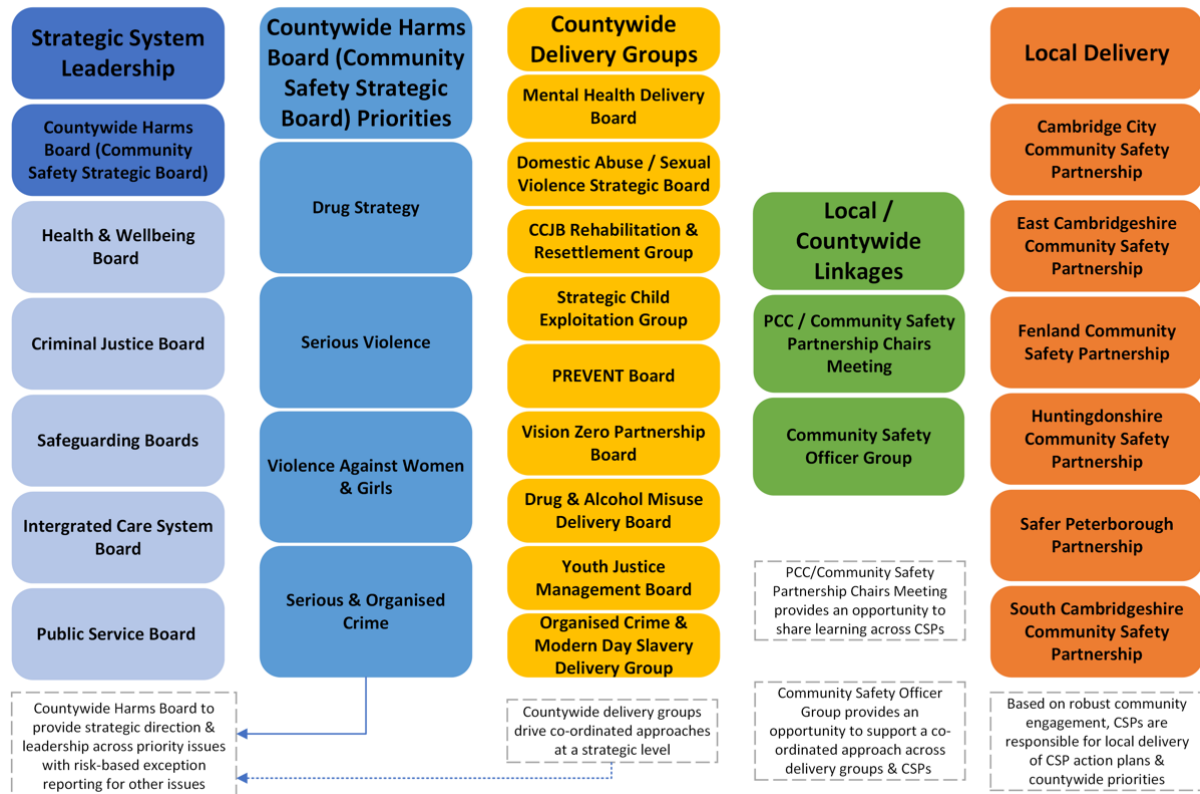 Strategic System
Leadership
Countywide Harms
Board (Community
Safety Strategic Board)
Health & Wellbeing
Board
Criminal Justice Board
Safeguarding Boards
Intergrated Care System
Board
Public Service Board
Countywide Harms Board to
provide strategic direction &
leadership across priority issues
with risk-based exception
reporting for other issues
Countywide Harms
Board (Community
Safety Strategic
Board) Priorities
Drug Strategy
Serious Violence
Violence Against Women
& Girls
Serious & Organised
Crime
Countywide
Delivery Groups
Mental Health Delivery
Board
Domestic Abuse / Sexual
Violence Strategic Board
CCJB Rehabilitation &
Resettlement Group
Strategic Child
Exploitation Group
PREVENT Board
Vision Zero Partnership
Board
Drug & Alcohol Misuse
Delivery Board
Youth Justice
Management Board
Organised Crime &
Modern Day Slavery
Delivery Group
Countywide delivery groups
drive co-ordinated approaches
at a strategic level
Local /
Countywide
Linkages
PCC / Community Safety
Partnership Chairs
Meeting
Community Safety
Officer Group
PCC/Community Safety
Partnership Chairs Meeting
provides an opportunity to
share learning across CSPs
Community Safety Officer
Group provides an
opportunity to support a co-
ordinated approach across
delivery groups & CSPs
Local Delivery
Cambridge City
Community Safety
Partnership
East Cambridgeshire
Community Safety
Partnership
Fenland Community
Safety Partnership
Huntingdonshire
Community Safety
Partnership
Safer Peterborough
Partnership
South Cambridgeshire
Community Safety
Partnership
Based on robust community
engagement, CSPs are
responsible for local delivery
of CSP action plans &
countywide priorities